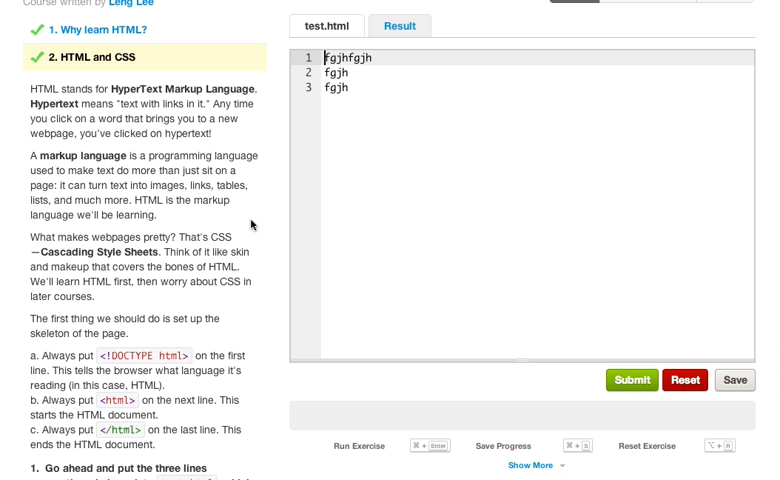 Course written by Leng Lee
1. Why learn HTML?
2. HTML and CSS
HTML stands for HyperText Markup Language.
Hypertext means "text with links in it." Any time
you click on a word that brings you to a new
webpage, you've clicked on hypertext!
A markup language is a programming language
used to make text do more than just sit on a
page: it can turn text into images, links, tables,
lists, and much more. HTML is the markup
language we'll be learning.
What makes webpages pretty? That's CSS
—Cascading Style Sheets. Think of it like skin
and makeup that covers the bones of HTML.
We'll learn HTML first, then worry about CSS in
later courses.
The first thing we should do is set up the
skeleton of the page.
a. Always put <!DOCTYPE html> on the first
line. This tells the browser what language it's
reading (in this case, HTML).
b. Always put <html> on the next line. This
starts the HTML document.
c. Always put </html> on the last line. This
ends the HTML document.
1. Go ahead and put the three lines
test.html
Result
1 fgjhfgjh
2 fgjh
3 fgjh
Submit
Reset
Save
Run Exercise ⌘ + Enter
Save Progress ⌘ + S
Reset Exercise ⌥ + R
Show More